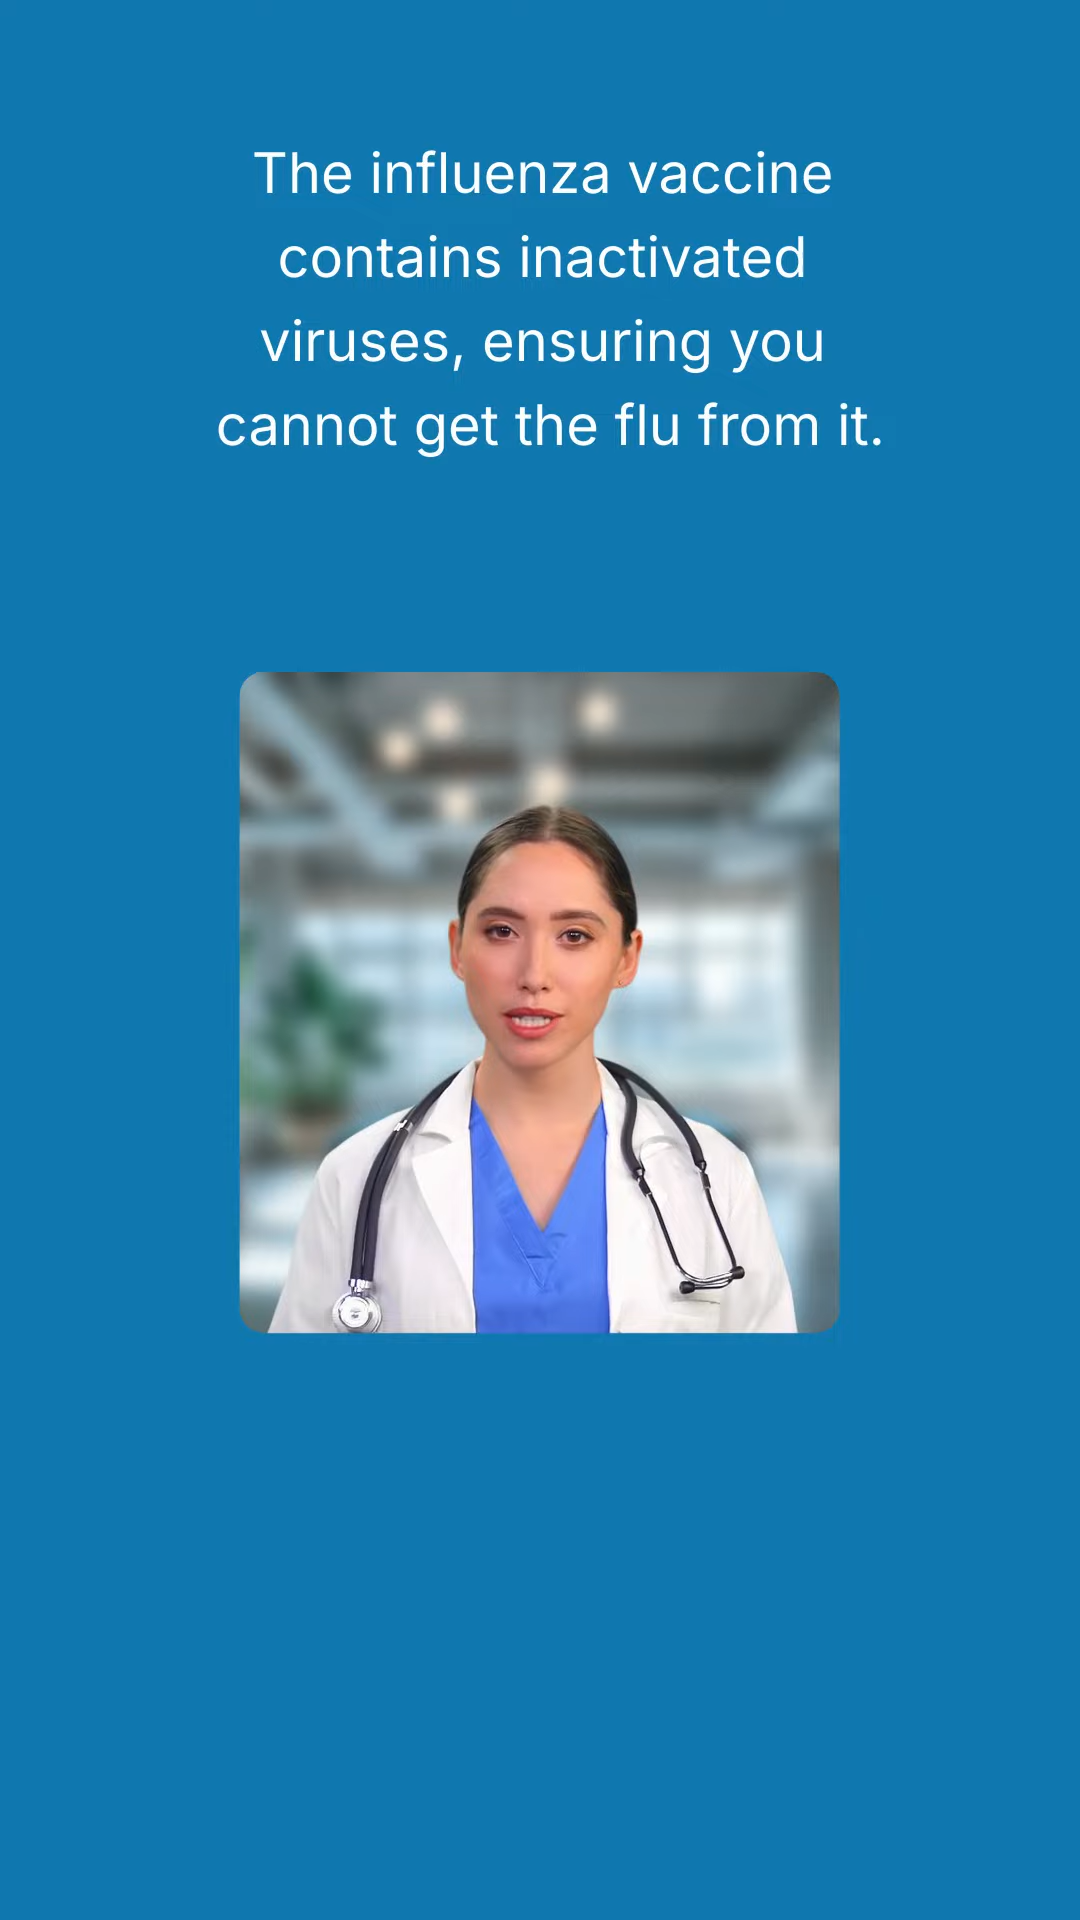 The influenza vaccine
contains inactivated
viruses, ensuring you
cannot get the flu from it.